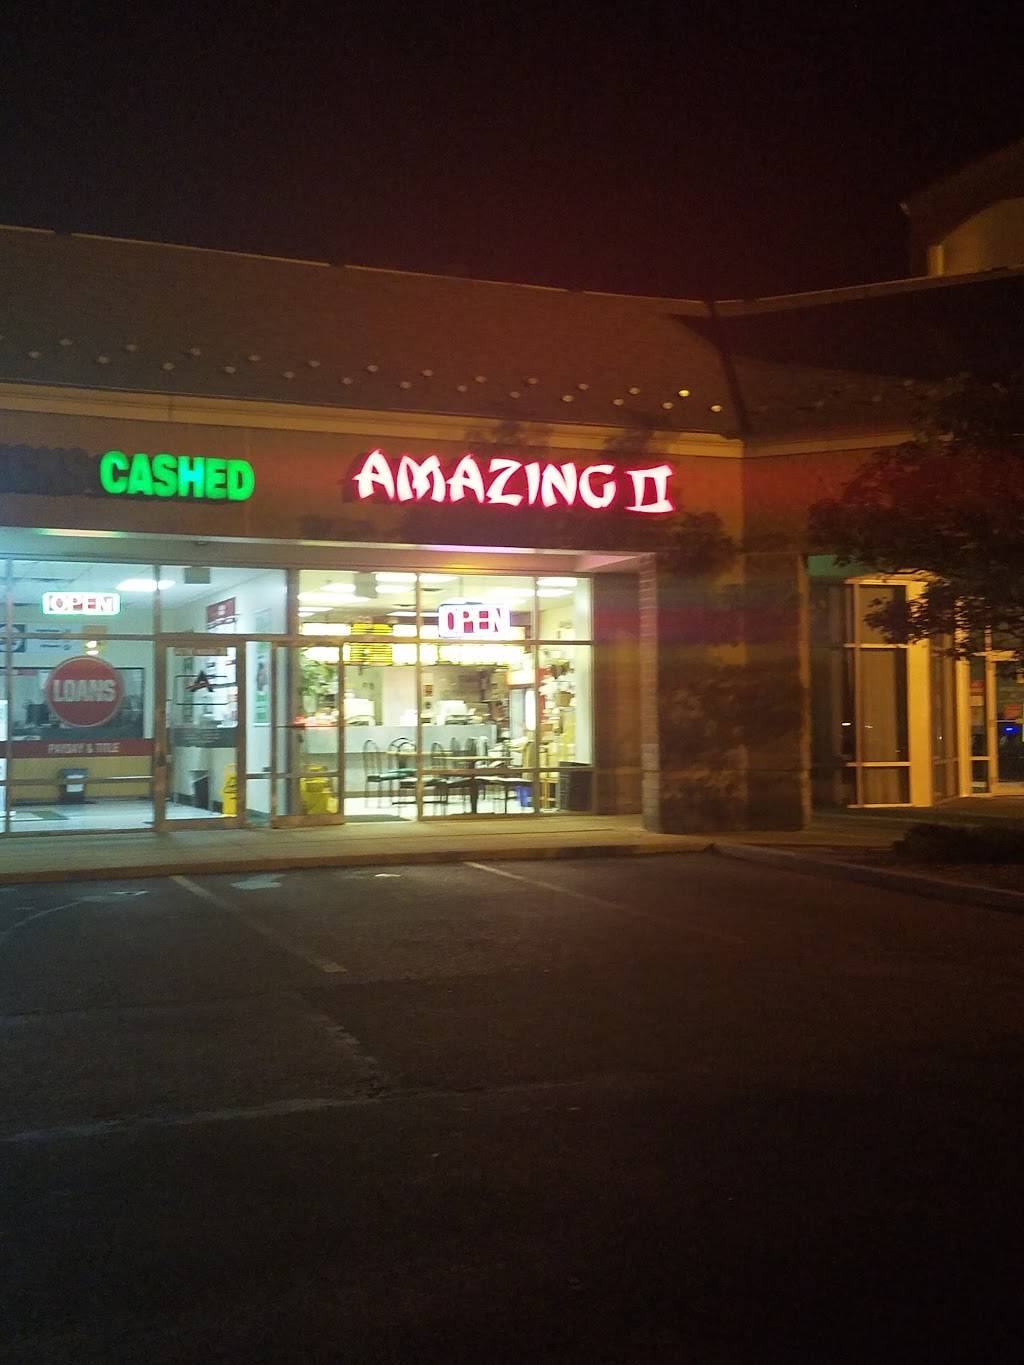 CASHED
AMAZING II
OPEN
OPEN
LOANS
PAYDAY & TITLE